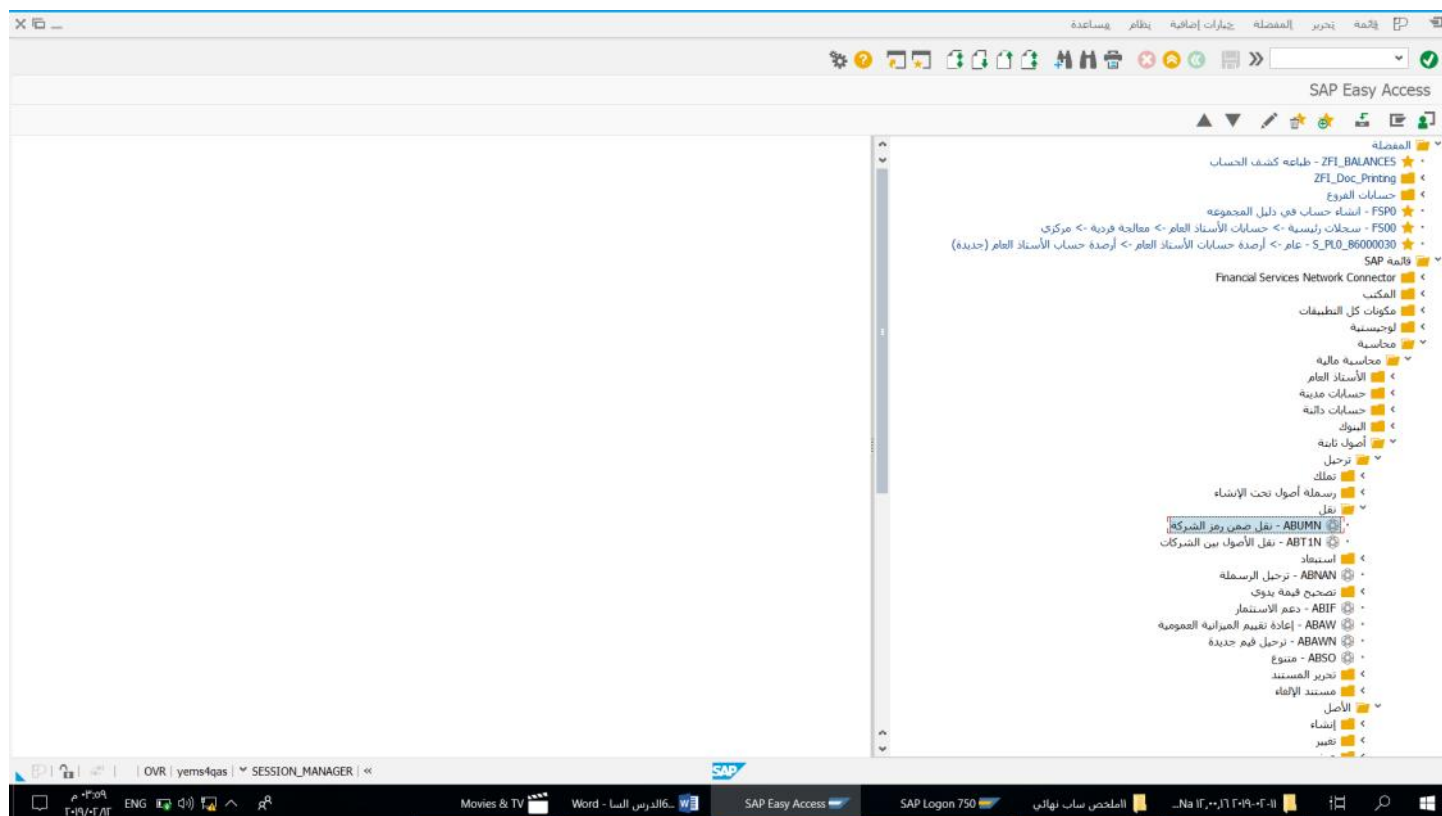 قائمة تحرير المفضلة خيارات إضافية نظام مساعدة
SAP Easy Access
المفضلة
ZFI_BALANCES - طباعه كشف الحساب
ZFI_Doc_Printing
حسابات الفروع
FSP0 - انشاء حساب في دليل المجموعه
FS00 - سجلات رئيسية -> حسابات الأستاذ العام -> معالجة فردية -> مركزي
S_PL0_86000030 - عام -> أرصدة حسابات الأستاذ العام -> أرصدة حساب الأستاذ العام (جديدة)
قائمة SAP
Financial Services Network Connector
المكتب
مكونات كل التطبيقات
لوجيستية
محاسبة
محاسبة مالية
الأستاذ العام
حسابات مدينة
حسابات دائنة
البنوك
أصول ثابتة
ترحيل
تملك
رسملة أصول تحت الإنشاء
نقل
ABUMN - نقل ضمن رمز الشركة
ABT1N - نقل الأصول بين الشركات
استبعاد
ABNAN - ترحيل الرسملة
تصحيح قيمة يدوي
ABIF - دعم الاستثمار
ABAW - إعادة تقييم الميزانية العمومية
ABAWN - ترحيل قيم جديدة
ABSO - متنوع
تحرير المستند
مستند الإلغاء
الأصل
إنشاء
تغيير
OVR yems4qas SESSION_MANAGER
SAP
٠٣:٥٩ م
ENG
Movies & TV
الدرس السا6... - Word
SAP Easy Access
SAP Logon 750
الملخص ساب نهائي
٢٠١٩/٠٢/١٢